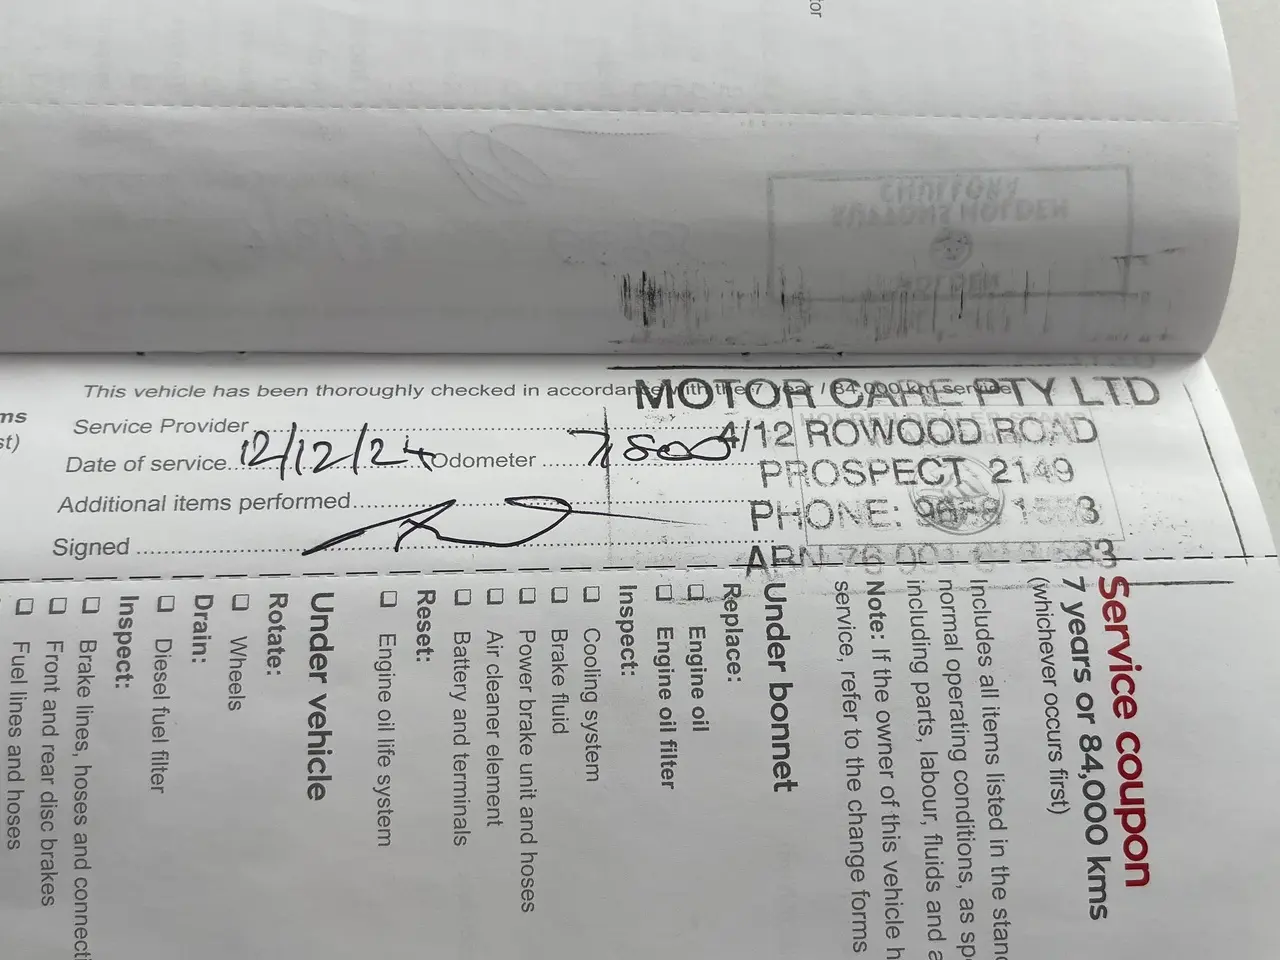 tor
ms
st)
This vehicle has been thoroughly checked in accordance with the 7 year / 84,000 km service
MOTOR CARE PTY LTD
Service Provider
4/12 ROWOOD ROAD
Date of service 12/12/24 Odometer
PROSPECT 2149
Additional items performed
PHONE:
Signed
ABN 76
Service coupon
7 years or 84,000 kms
(whichever occurs first)
Includes all items listed in the stan
normal operating conditions, as sp
including parts, labour, fluids and a
Note: If the owner of this vehicle h
service, refer to the change forms
Under bonnet
Replace:
Engine oil
Engine oil filter
Inspect:
Cooling system
Brake fluid
Power brake unit and hoses
Air cleaner element
Battery and terminals
Reset:
Engine oil life system
Under vehicle
Rotate:
Wheels
Drain:
Diesel fuel filter
Inspect:
Brake lines, hoses and connecti
Front and rear disc brakes
Fuel lines and hoses